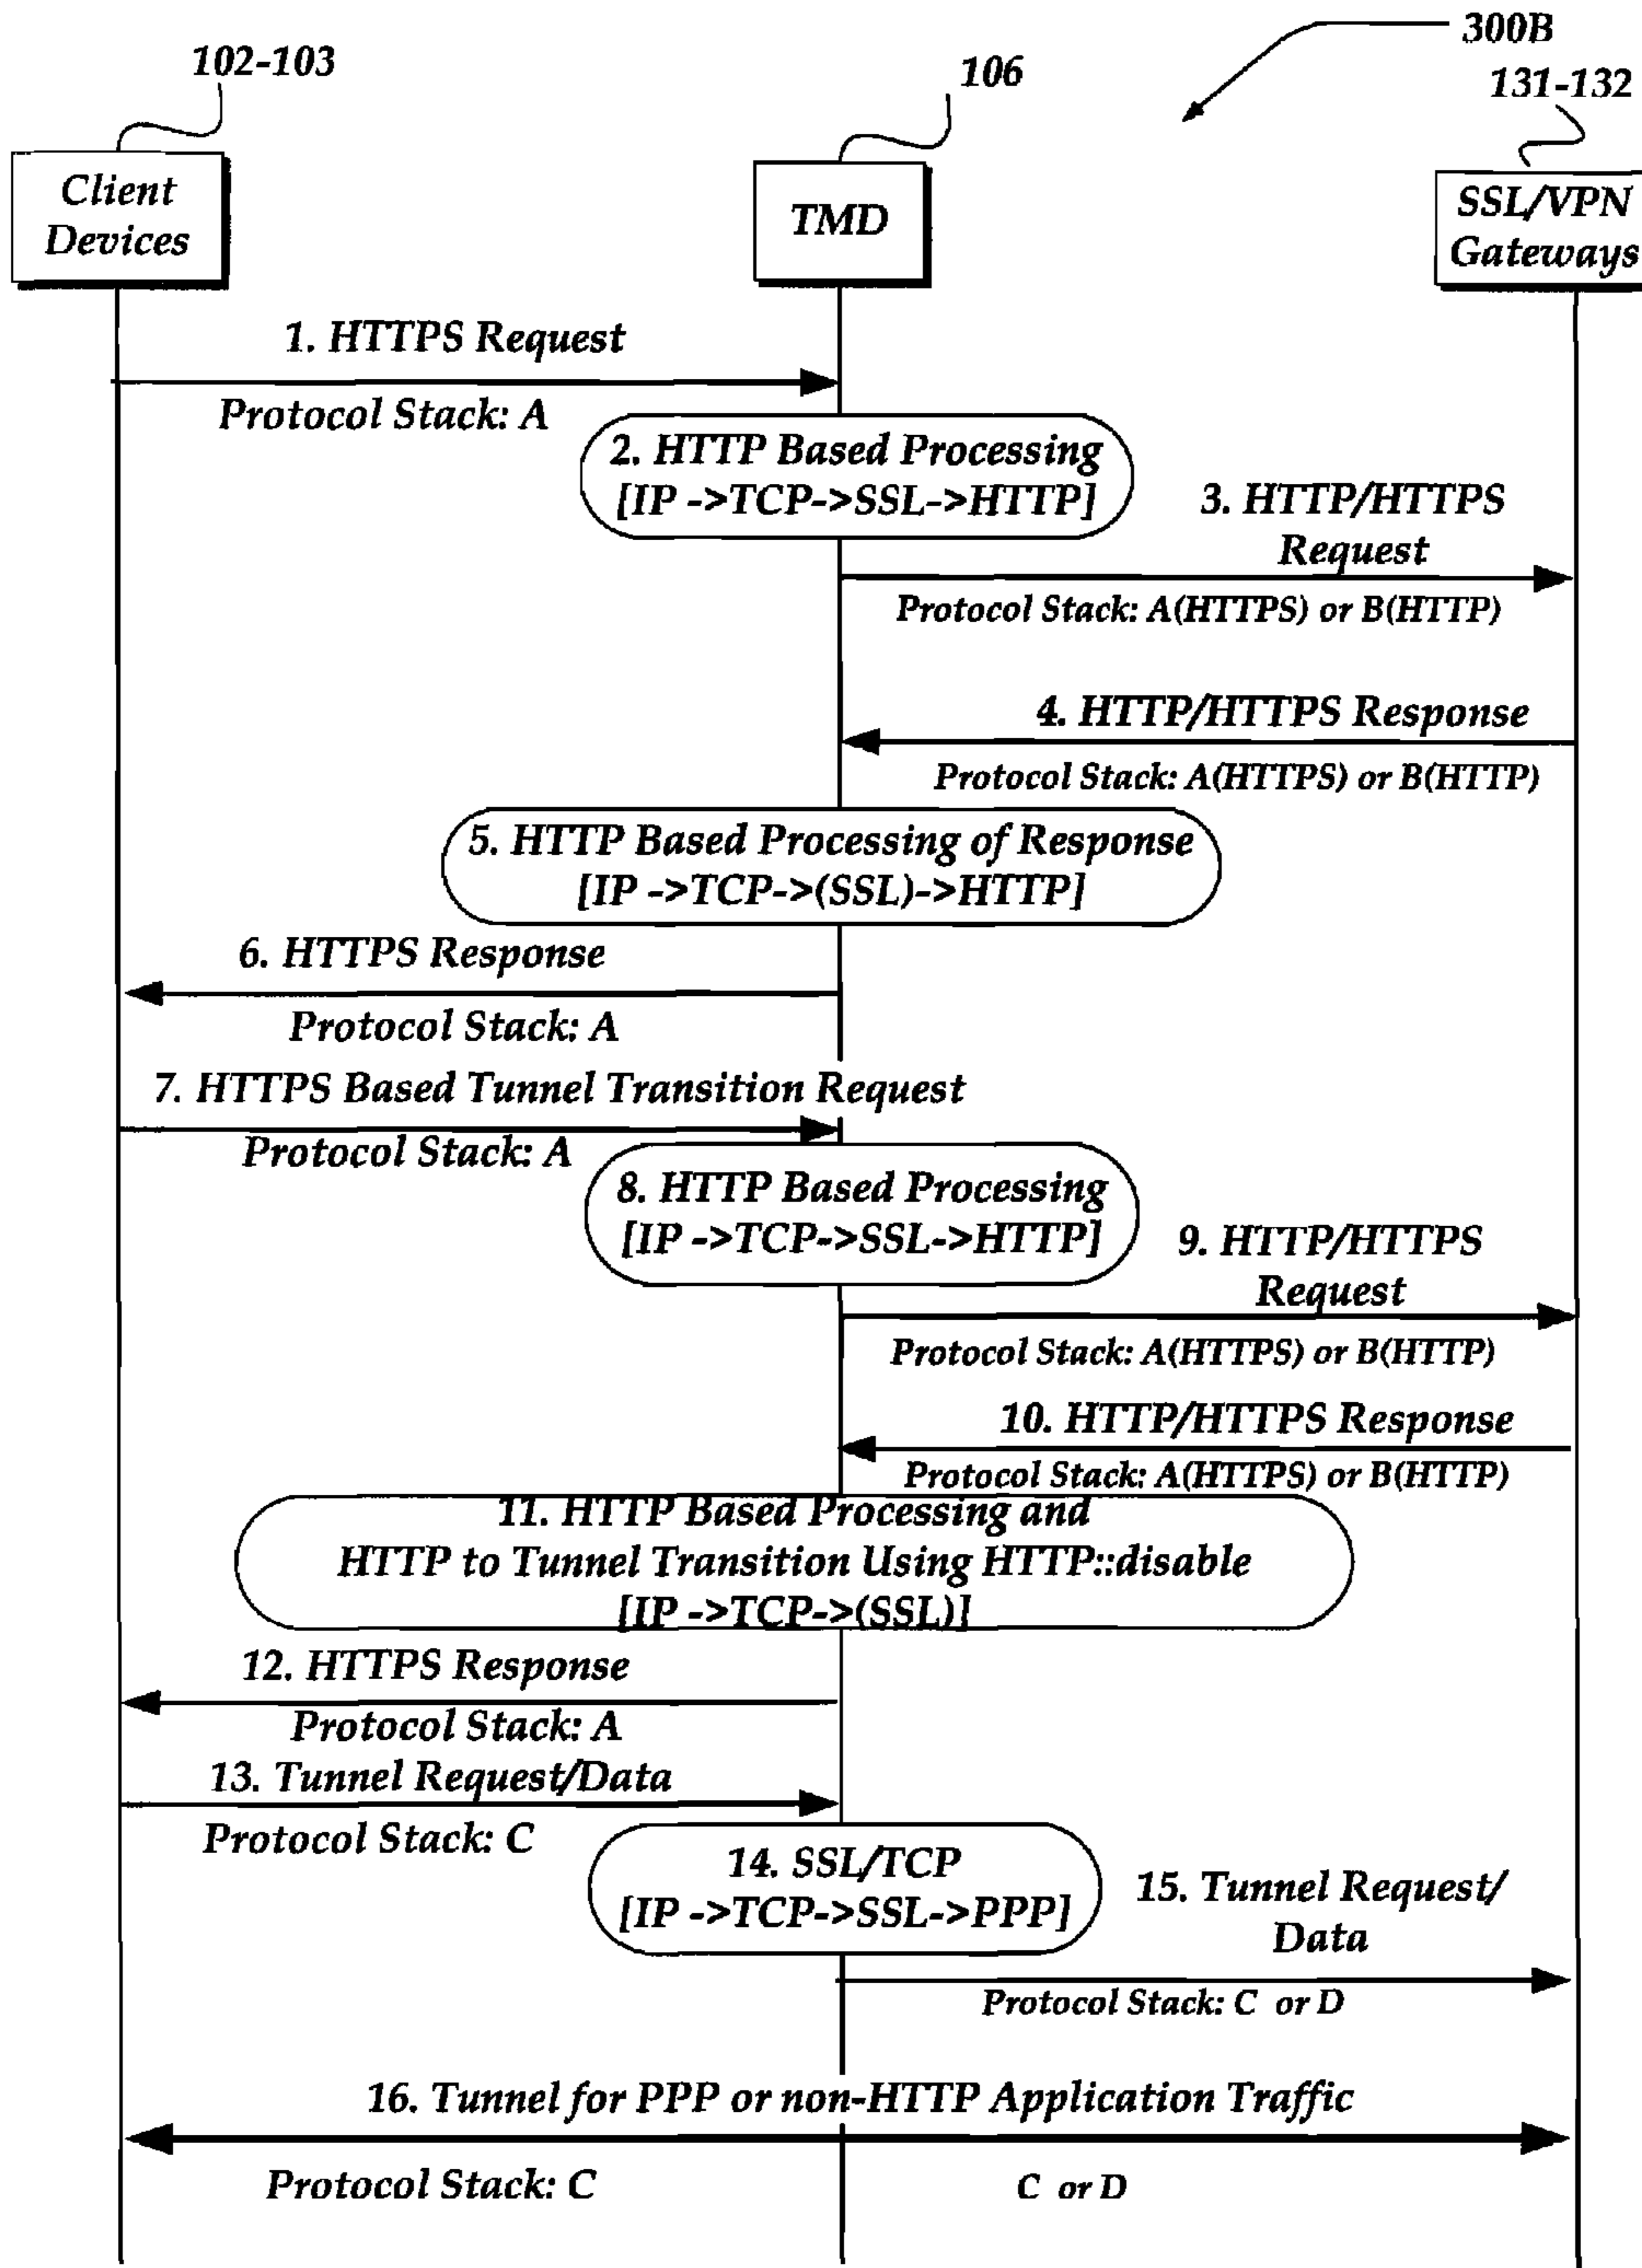 300B
102-103
106
131-132
Client
Devices
TMD
SSL/VPN
Gateways
1. HTTPS Request
Protocol Stack: A
2. HTTP Based Processing
[IP ->TCP->SSL->HTTP]
3. HTTP/HTTPS
Request
Protocol Stack: A(HTTPS) or B(HTTP)
4. HTTP/HTTPS Response
Protocol Stack: A(HTTPS) or B(HTTP)
5. HTTP Based Processing of Response
[IP ->TCP->(SSL)->HTTP]
6. HTTPS Response
Protocol Stack: A
7. HTTPS Based Tunnel Transition Request
Protocol Stack: A
8. HTTP Based Processing
[IP ->TCP->SSL->HTTP]
9. HTTP/HTTPS
Request
Protocol Stack: A(HTTPS) or B(HTTP)
10. HTTP/HTTPS Response
Protocol Stack: A(HTTPS) or B(HTTP)
11. HTTP Based Processing and
HTTP to Tunnel Transition Using HTTP::disable
[IP ->TCP->(SSL)]
12. HTTPS Response
Protocol Stack: A
13. Tunnel Request/Data
Protocol Stack: C
14. SSL/TCP
[IP ->TCP->SSL->PPP]
15. Tunnel Request/
Data
Protocol Stack: C or D
16. Tunnel for PPP or non-HTTP Application Traffic
Protocol Stack: C
C or D